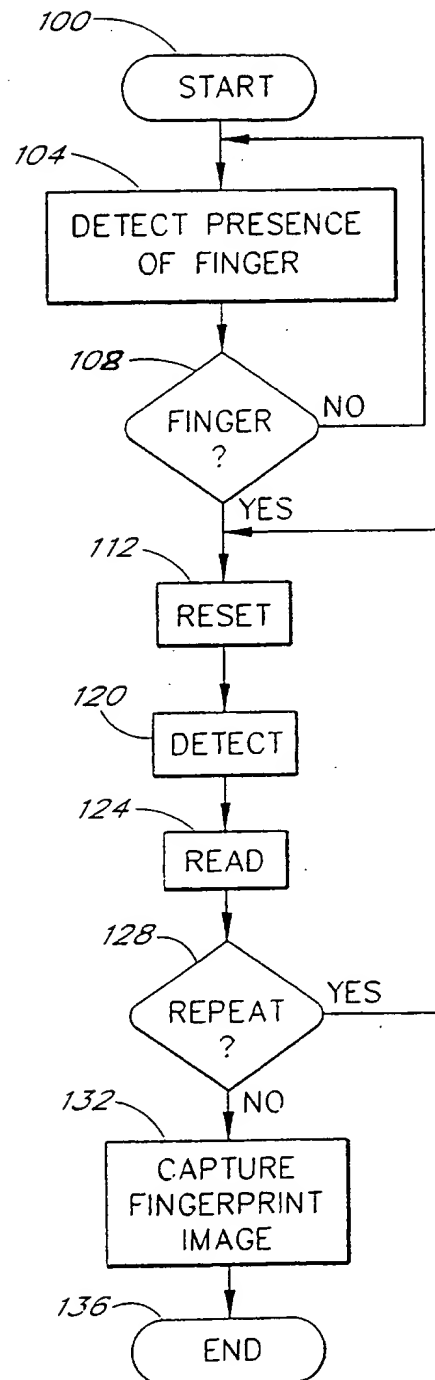 100
START
104
DETECT PRESENCE
OF FINGER
108
FINGER
?
NO
YES
112
RESET
120
DETECT
124
READ
128
REPEAT
?
YES
NO
132
CAPTURE
FINGERPRINT
IMAGE
136
END